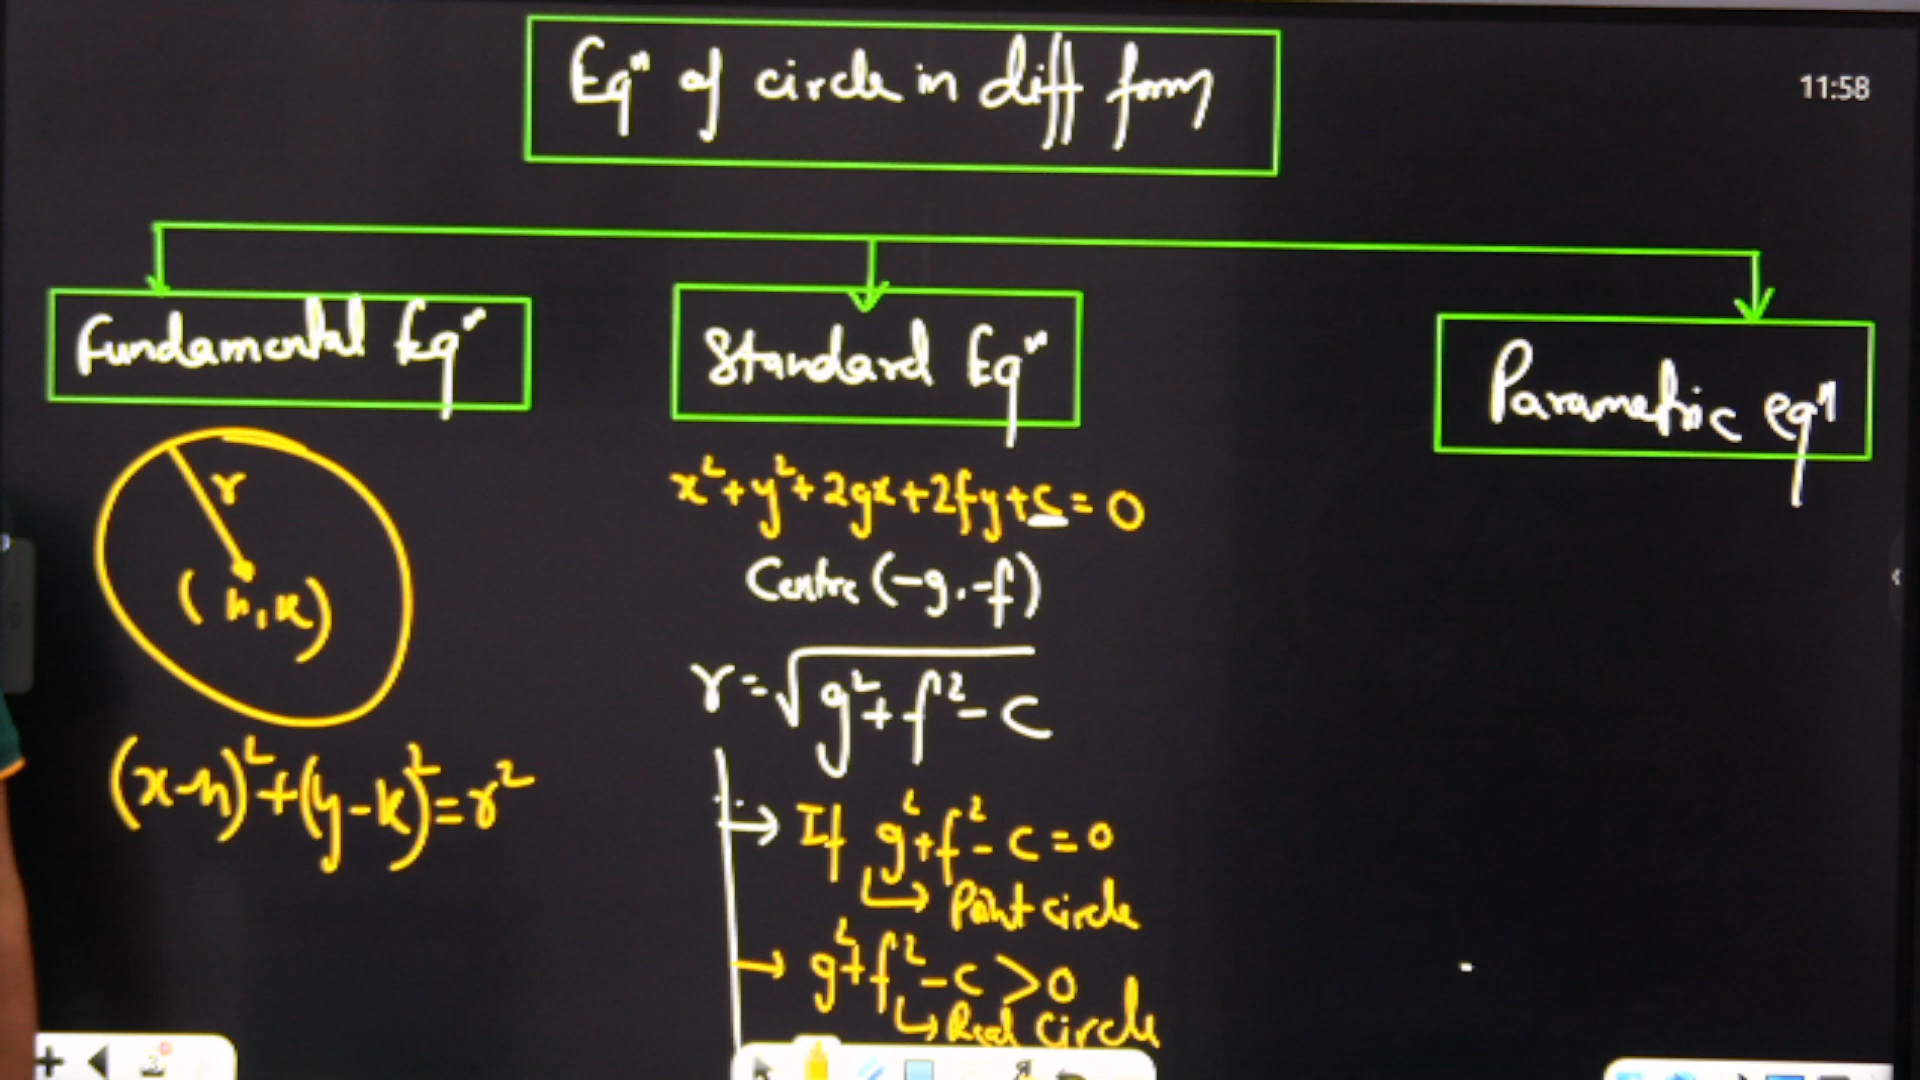 Eqⁿ of circle in diff form
11:58
Fundamental Eqⁿ
Standard Eqⁿ
Parametric eqⁿ
r
(h,k)
(x-h)²+(y-k)²=r²
x²+y²+2gx+2fy+c=0
Centre (-g,-f)
r=√g²+f²-c
→ If g²+f²-c=0
↳ Point circle
→ g²+f²-c>0
↳ Real circle